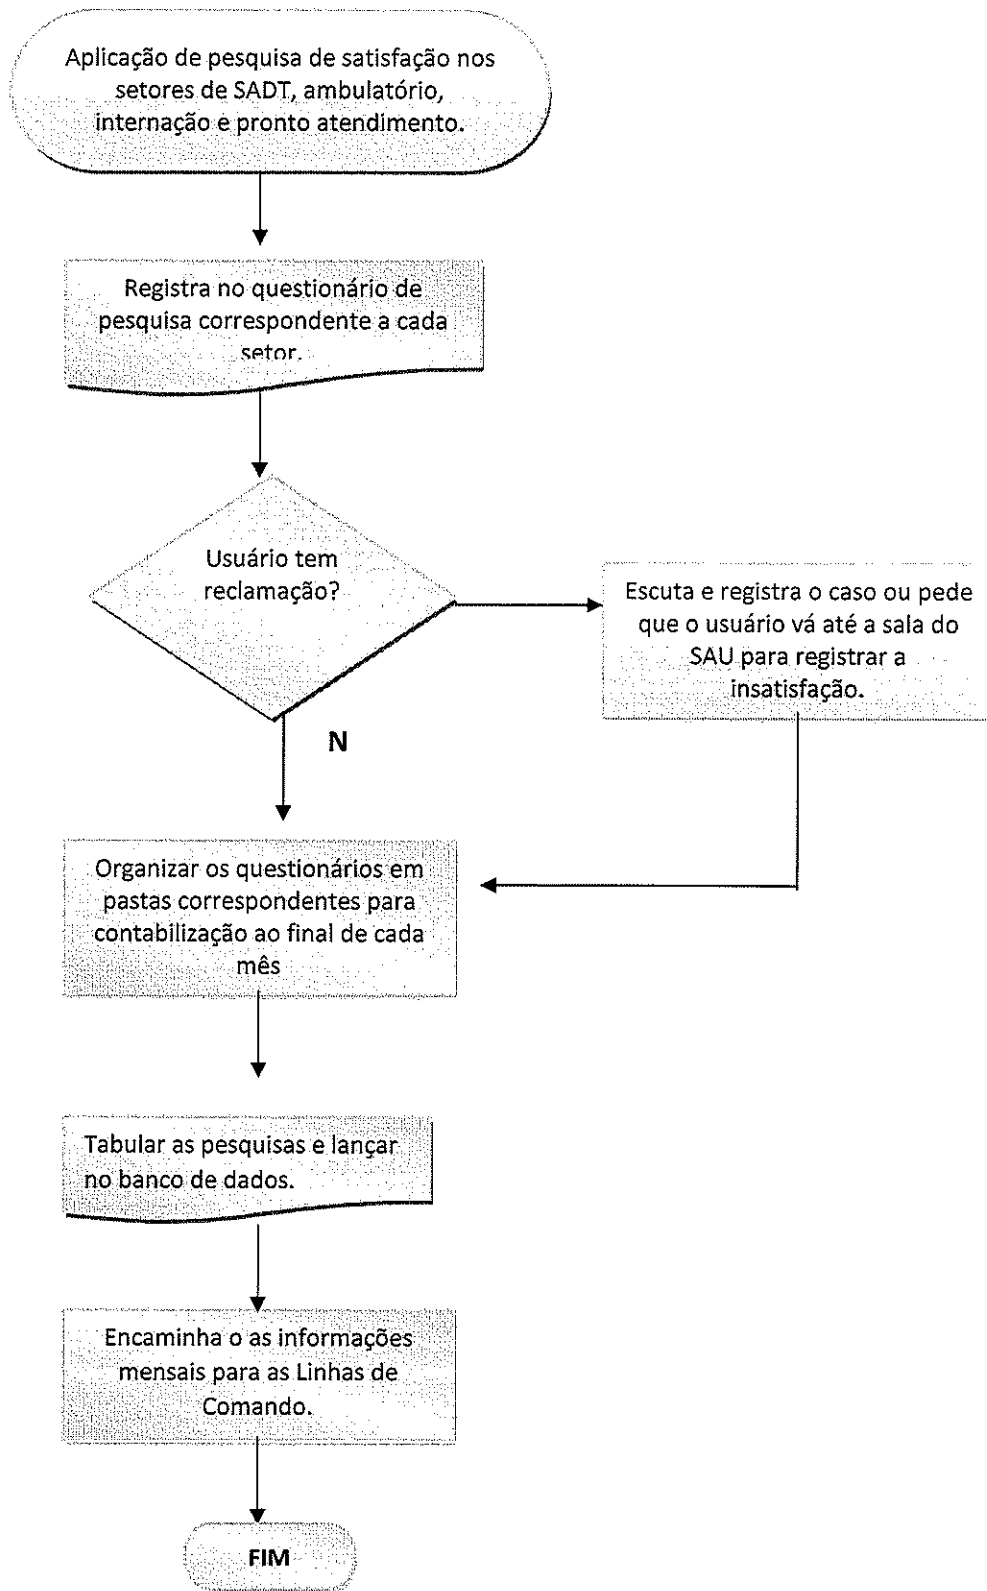 Aplicação de pesquisa de satisfação nos
setores de SADT, ambulatório,
internação e pronto atendimento.
Registra no questionário de
pesquisa correspondente a cada
setor.
Usuário tem
reclamação?
Escuta e registra o caso ou pede
que o usuário vá até a sala do
SAU para registrar a
insatisfação.
N
Organizar os questionários em
pastas correspondentes para
contabilização ao final de cada
mês
Tabular as pesquisas e lançar
no banco de dados.
Encaminha o as informações
mensais para as Linhas de
Comando.
FIM